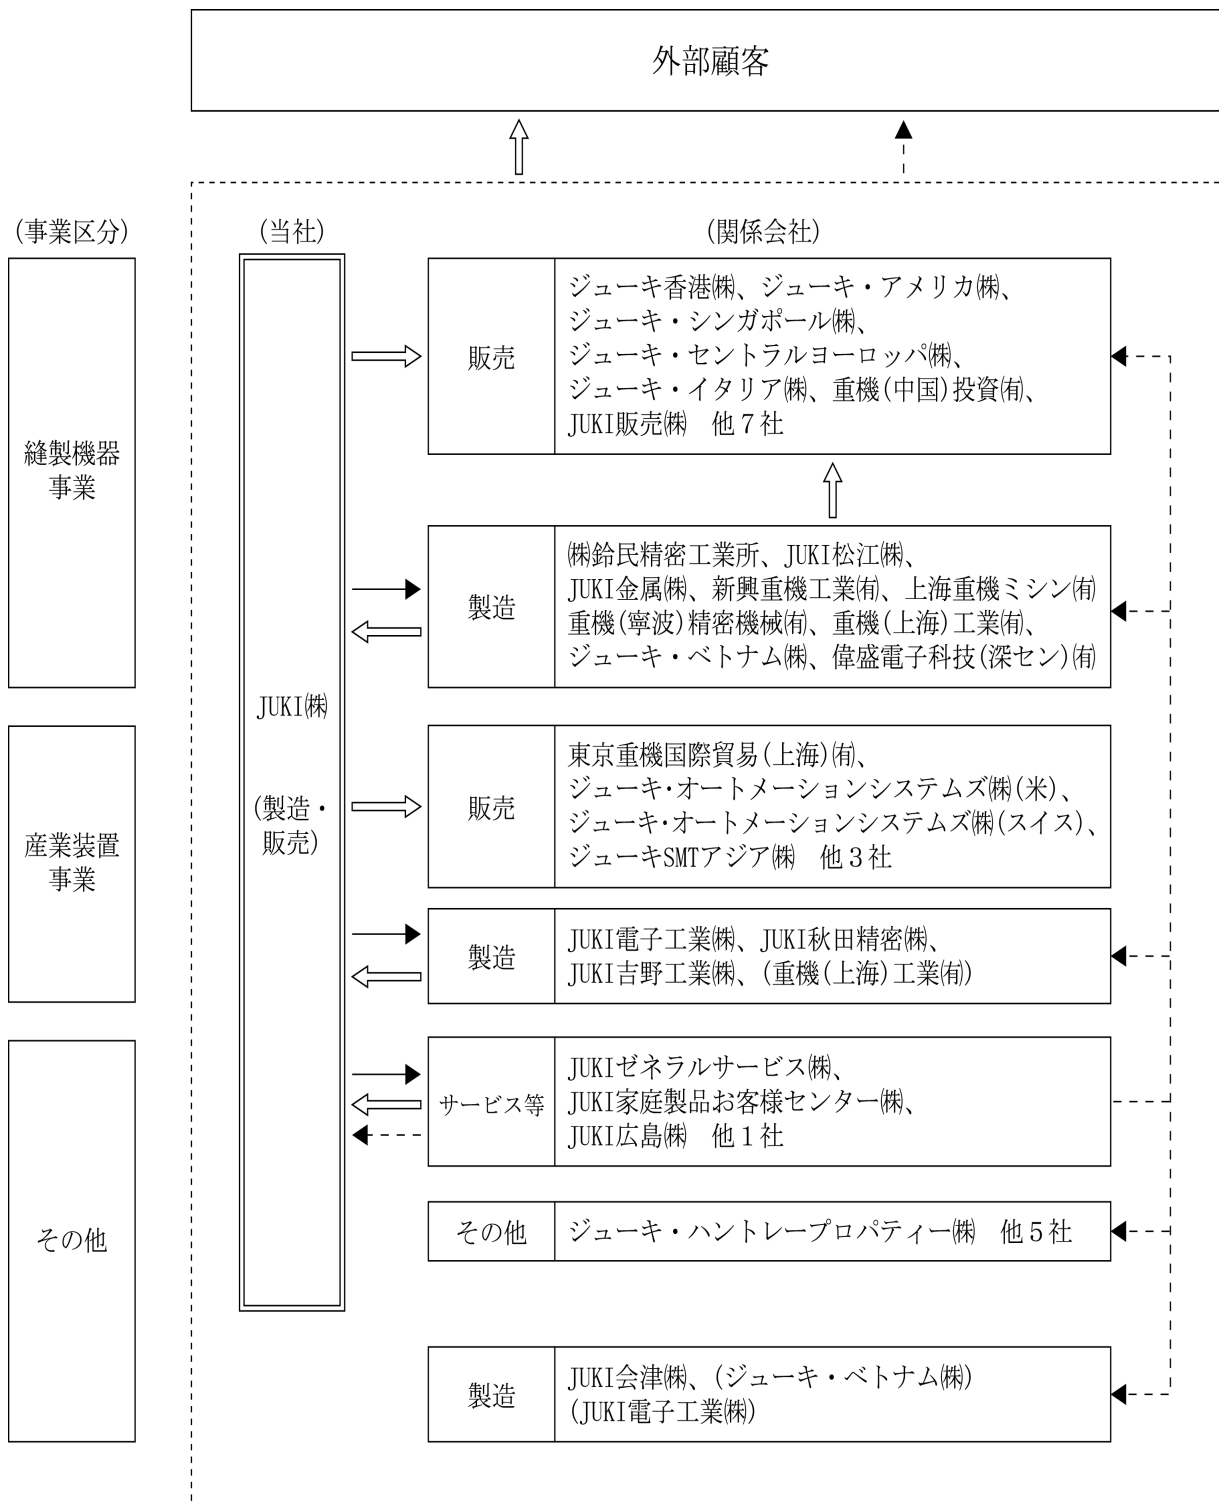 外部顧客
(事業区分)
(当社)
(関係会社)
縫製機器
事業
産業装置
事業
その他
JUKI㈱
(製造・
販売)
販売
ジューキ香港㈱、ジューキ・アメリカ㈱、
ジューキ・シンガポール㈱、
ジューキ・セントラルヨーロッパ㈱、
ジューキ・イタリア㈱、重機(中国)投資㈲、
JUKI販売㈱　他７社
製造
㈱鈴民精密工業所、JUKI松江㈱、
JUKI金属㈱、新興重機工業㈲、上海重機ミシン㈲
重機(寧波)精密機械㈲、重機(上海)工業㈲、
ジューキ・ベトナム㈱、偉盛電子科技(深セン)㈲
販売
東京重機国際貿易(上海)㈲、
ジューキ・オートメーションシステムズ㈱(米)、
ジューキ・オートメーションシステムズ㈱(スイス)、
ジューキSMTアジア㈱　他３社
製造
JUKI電子工業㈱、JUKI秋田精密㈱、
JUKI吉野工業㈱、(重機(上海)工業㈲)
サービス等
JUKIゼネラルサービス㈱、
JUKI家庭製品お客様センター㈱、
JUKI広島㈱　他１社
その他
ジューキ・ハントレープロパティー㈱　他５社
製造
JUKI会津㈱、(ジューキ・ベトナム㈱)
(JUKI電子工業㈱)